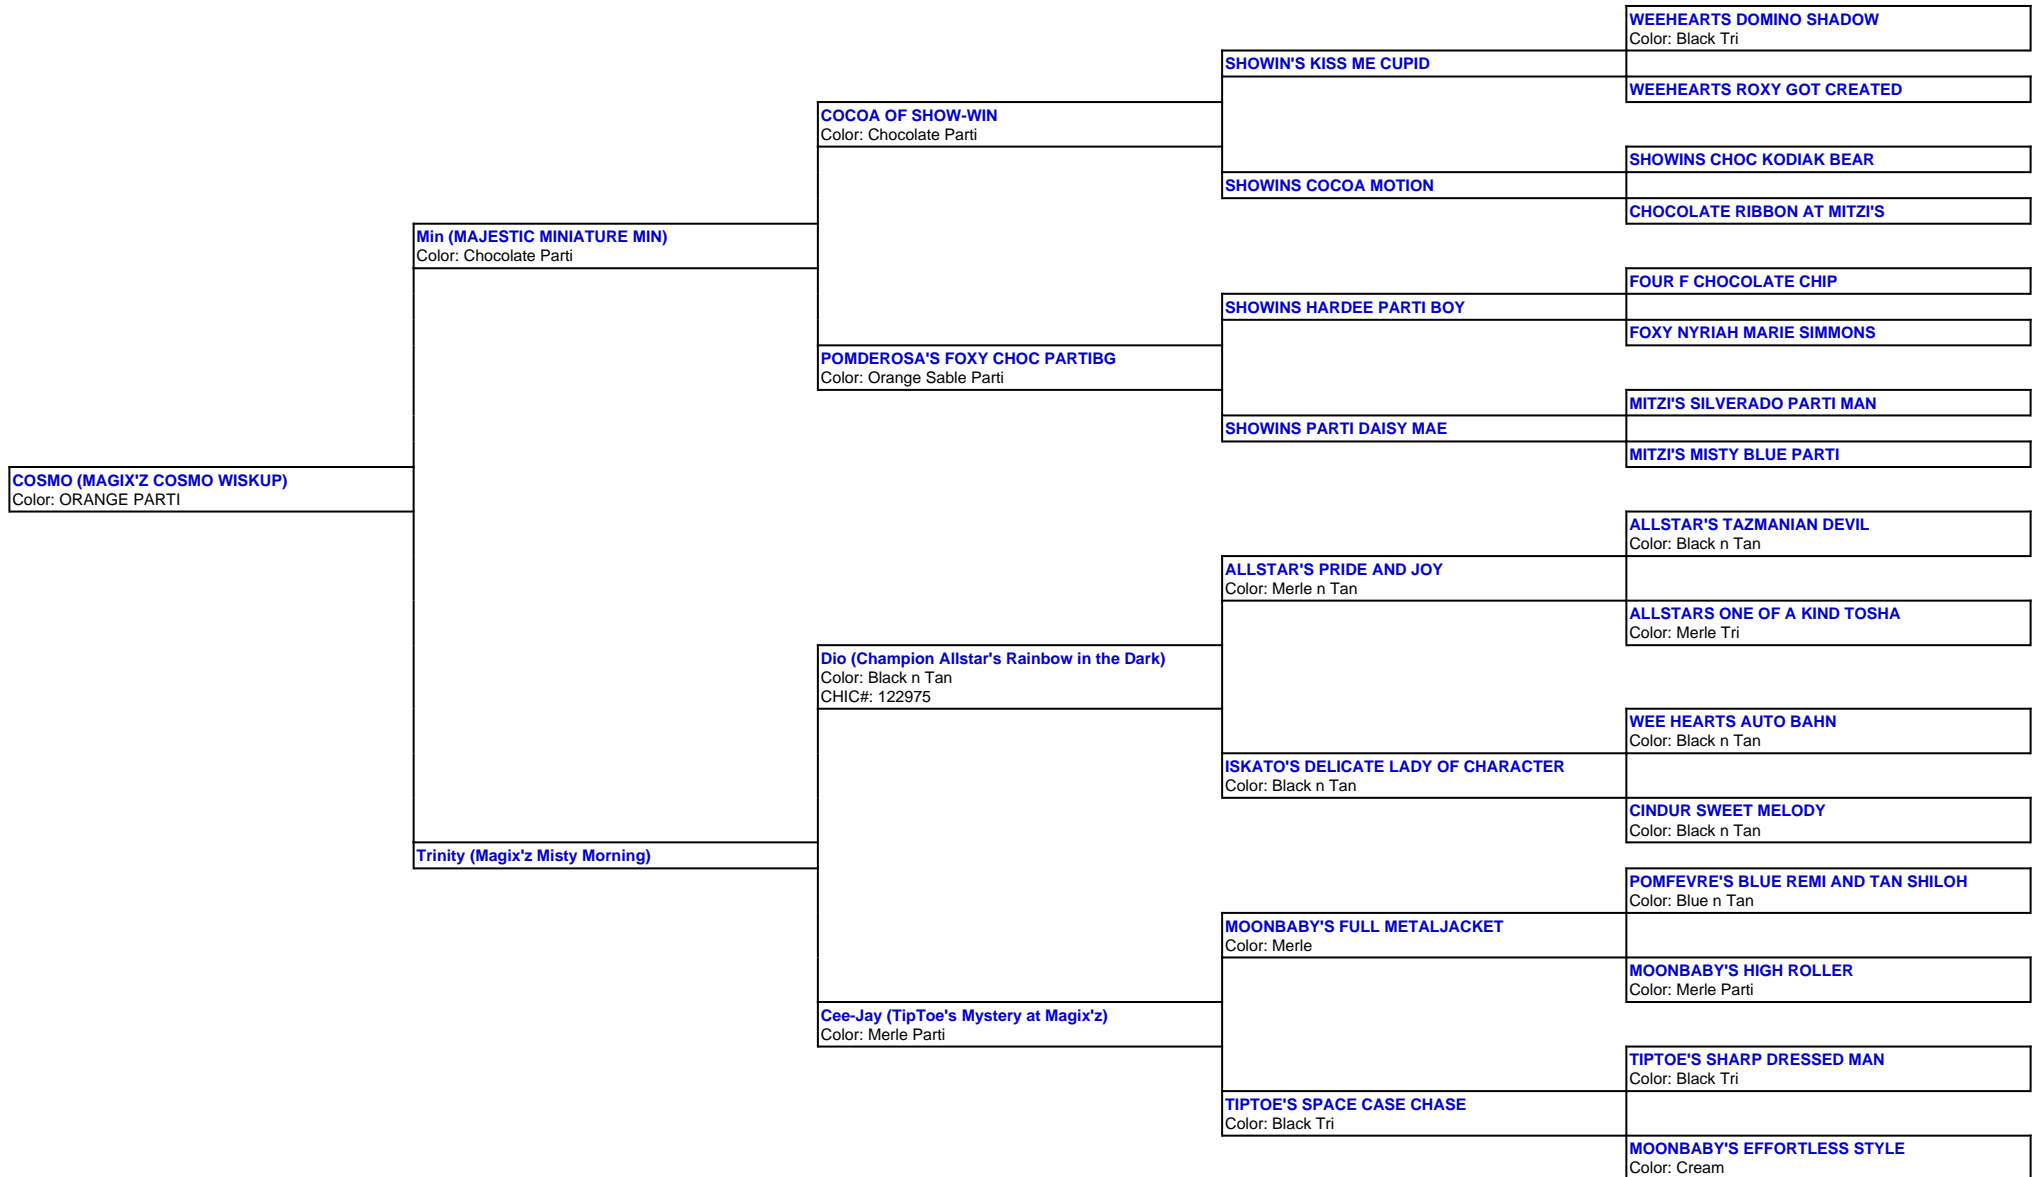 WEEHEARTS DOMINO SHADOW
Color: Black Tri
SHOWIN'S KISS ME CUPID
WEEHEARTS ROXY GOT CREATED
COCOA OF SHOW-WIN
Color: Chocolate Parti
SHOWINS CHOC KODIAK BEAR
SHOWINS COCOA MOTION
CHOCOLATE RIBBON AT MITZI'S
Min (MAJESTIC MINIATURE MIN)
Color: Chocolate Parti
FOUR F CHOCOLATE CHIP
SHOWINS HARDEE PARTI BOY
FOXY NYRIAH MARIE SIMMONS
POMDEROSA'S FOXY CHOC PARTIBG
Color: Orange Sable Parti
MITZI'S SILVERADO PARTI MAN
SHOWINS PARTI DAISY MAE
MITZI'S MISTY BLUE PARTI
COSMO (MAGIX'Z COSMO WISKUP)
Color: ORANGE PARTI
ALLSTAR'S TAZMANIAN DEVIL
Color: Black n Tan
ALLSTAR'S PRIDE AND JOY
Color: Merle n Tan
ALLSTARS ONE OF A KIND TOSHA
Color: Merle Tri
Dio (Champion Allstar's Rainbow in the Dark)
Color: Black n Tan
CHIC#: 122975
WEE HEARTS AUTO BAHN
Color: Black n Tan
ISKATO'S DELICATE LADY OF CHARACTER
Color: Black n Tan
CINDUR SWEET MELODY
Color: Black n Tan
Trinity (Magix'z Misty Morning)
POMFEVRE'S BLUE REMI AND TAN SHILOH
Color: Blue n Tan
MOONBABY'S FULL METALJACKET
Color: Merle
MOONBABY'S HIGH ROLLER
Color: Merle Parti
Cee-Jay (TipToe's Mystery at Magix'z)
Color: Merle Parti
TIPTOE'S SHARP DRESSED MAN
Color: Black Tri
TIPTOE'S SPACE CASE CHASE
Color: Black Tri
MOONBABY'S EFFORTLESS STYLE
Color: Cream